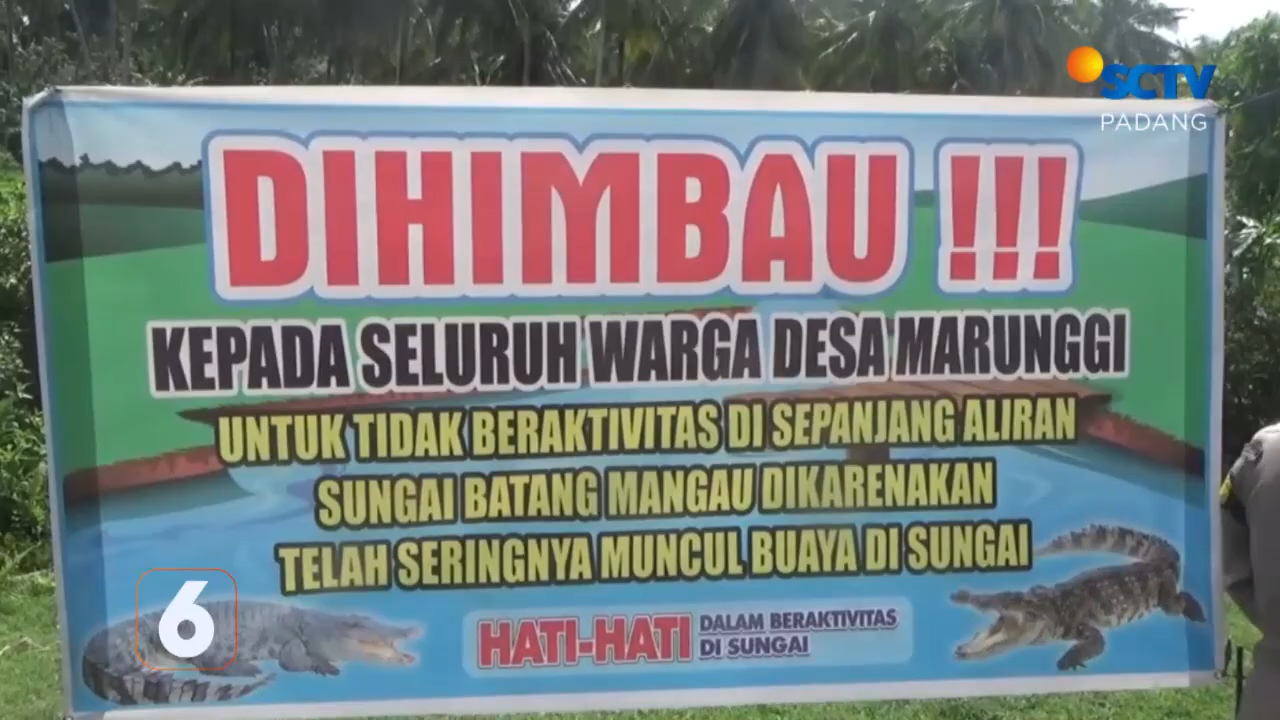 SCTV
PADANG
DIHIMBAU !!!
KEPADA SELURUH WARGA DESA MARUNGGI
UNTUK TIDAK BERAKTIVITAS DI SEPANJANG ALIRAN
SUNGAI BATANG MANGAU DIKARENAKAN
TELAH SERINGNYA MUNCUL BUAYA DI SUNGAI
HATI-HATI DALAM BERAKTIVITAS
DI SUNGAI
6